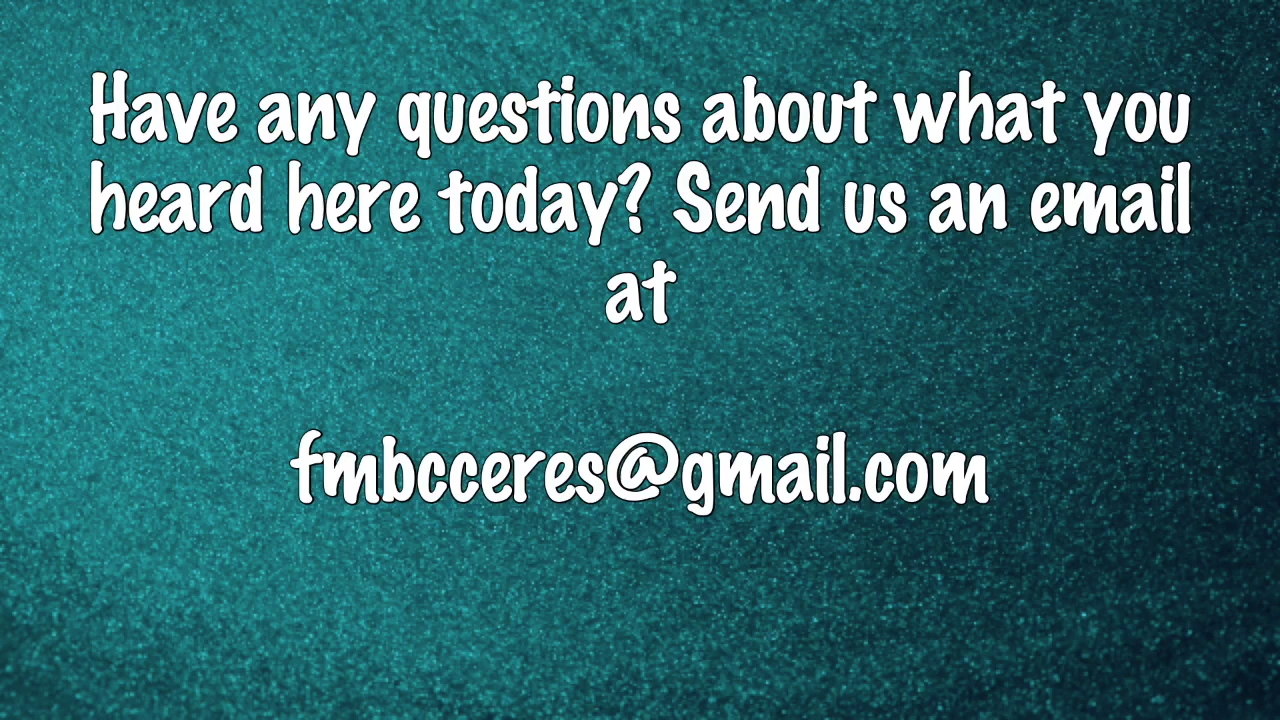 Have any questions about what you
heard here today? Send us an email
at
fmbcceres@gmail.com